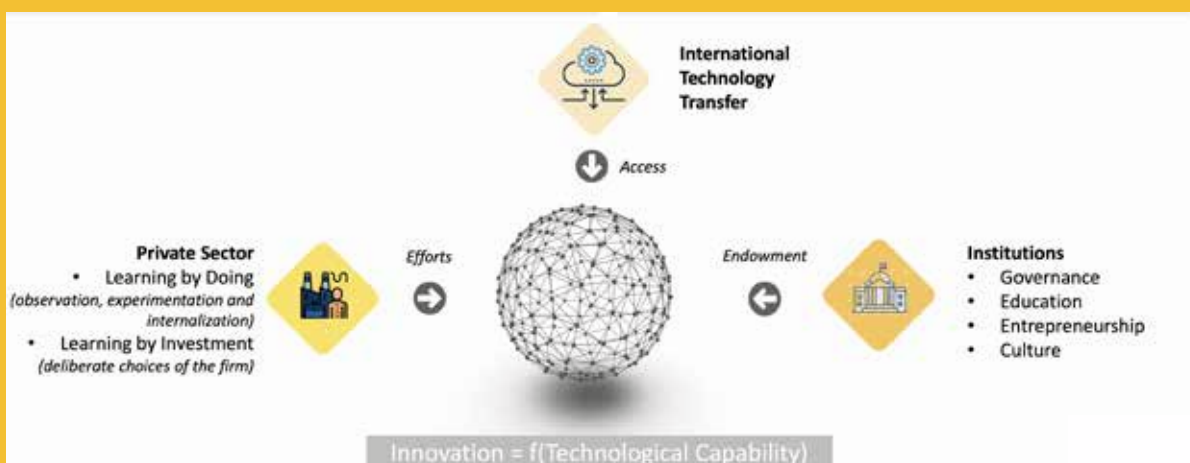 International
Technology
Transfer
Access
Private Sector
• Learning by Doing
(observation, experimentation and
internalization)
• Learning by Investment
(deliberate choices of the firm)
Efforts
Endowment
Institutions
• Governance
• Education
• Entrepreneurship
• Culture
Innovation = f(Technological Capability)